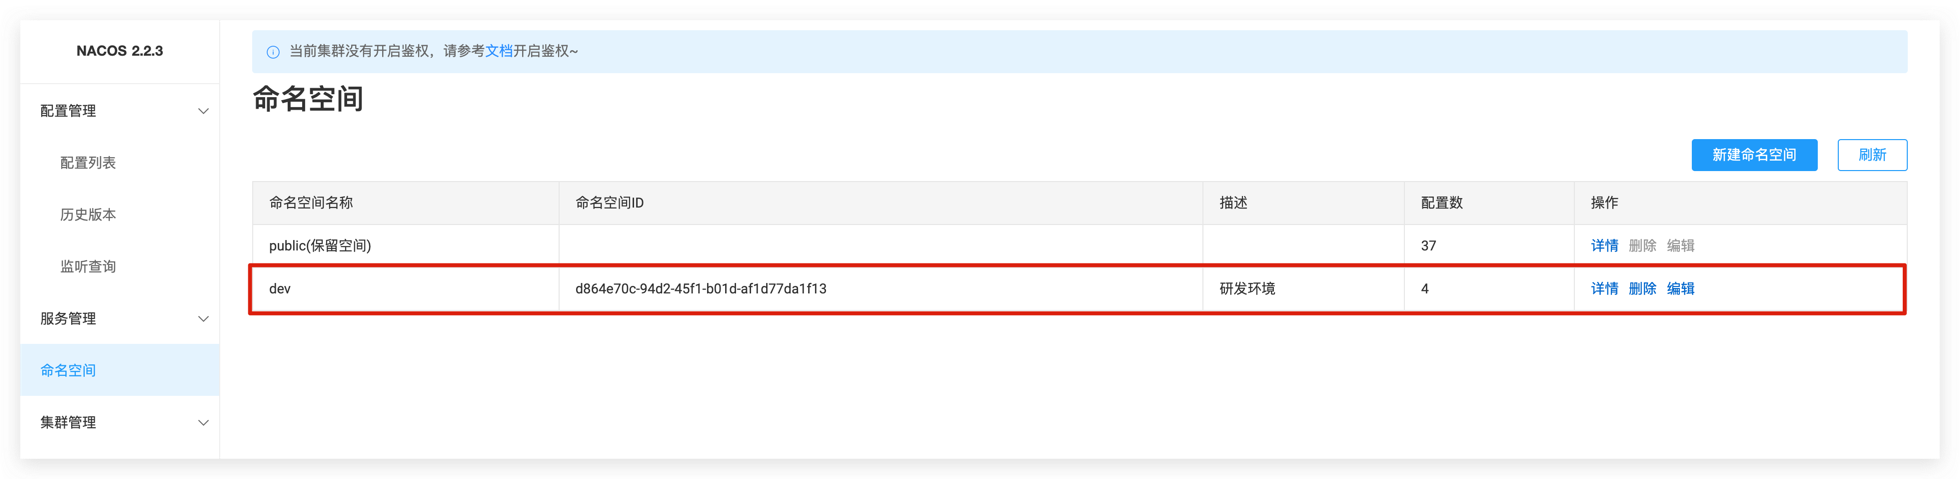 NACOS 2.2.3
配置管理
配置列表
历史版本
监听查询
服务管理
命名空间
集群管理
当前集群没有开启鉴权，请参考文档开启鉴权~
命名空间
新建命名空间 刷新
命名空间名称 命名空间ID 描述 配置数 操作
public(保留空间) 37 详情 删除 编辑
dev d864e70c-94d2-45f1-b01d-af1d77da1f13 研发环境 4 详情 删除 编辑